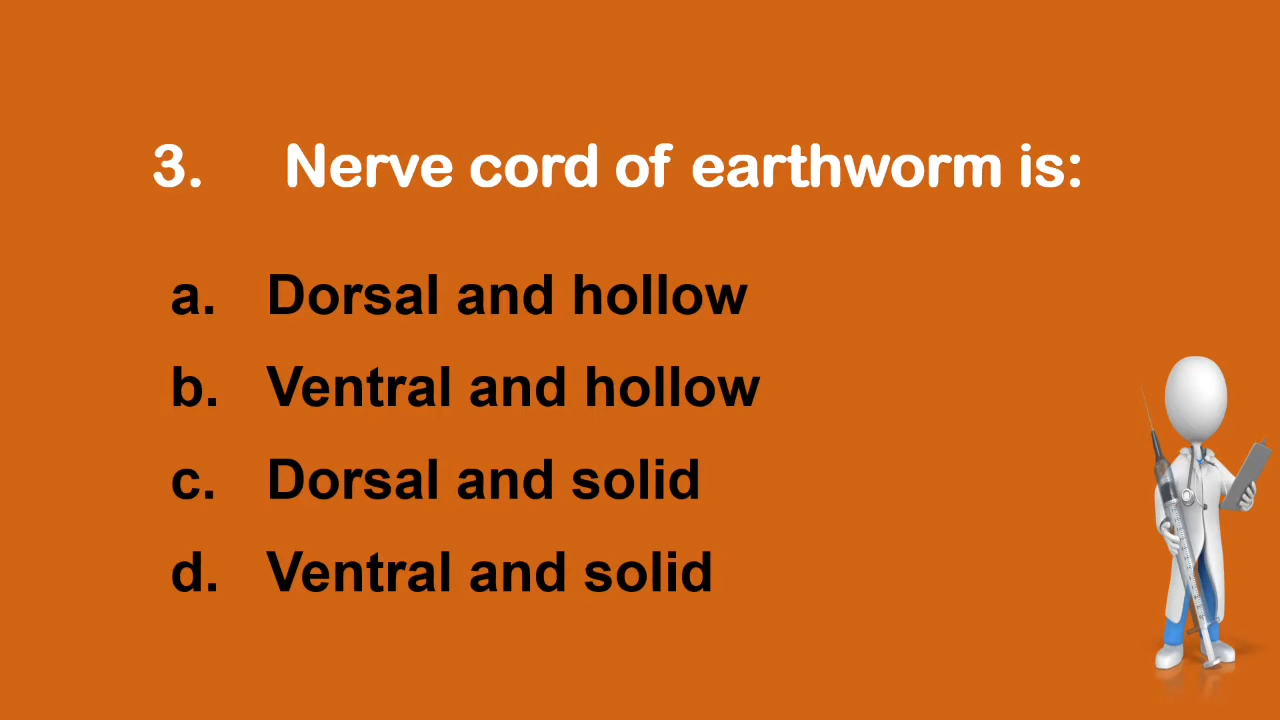 3. Nerve cord of earthworm is:
a. Dorsal and hollow
b. Ventral and hollow
c. Dorsal and solid
d. Ventral and solid